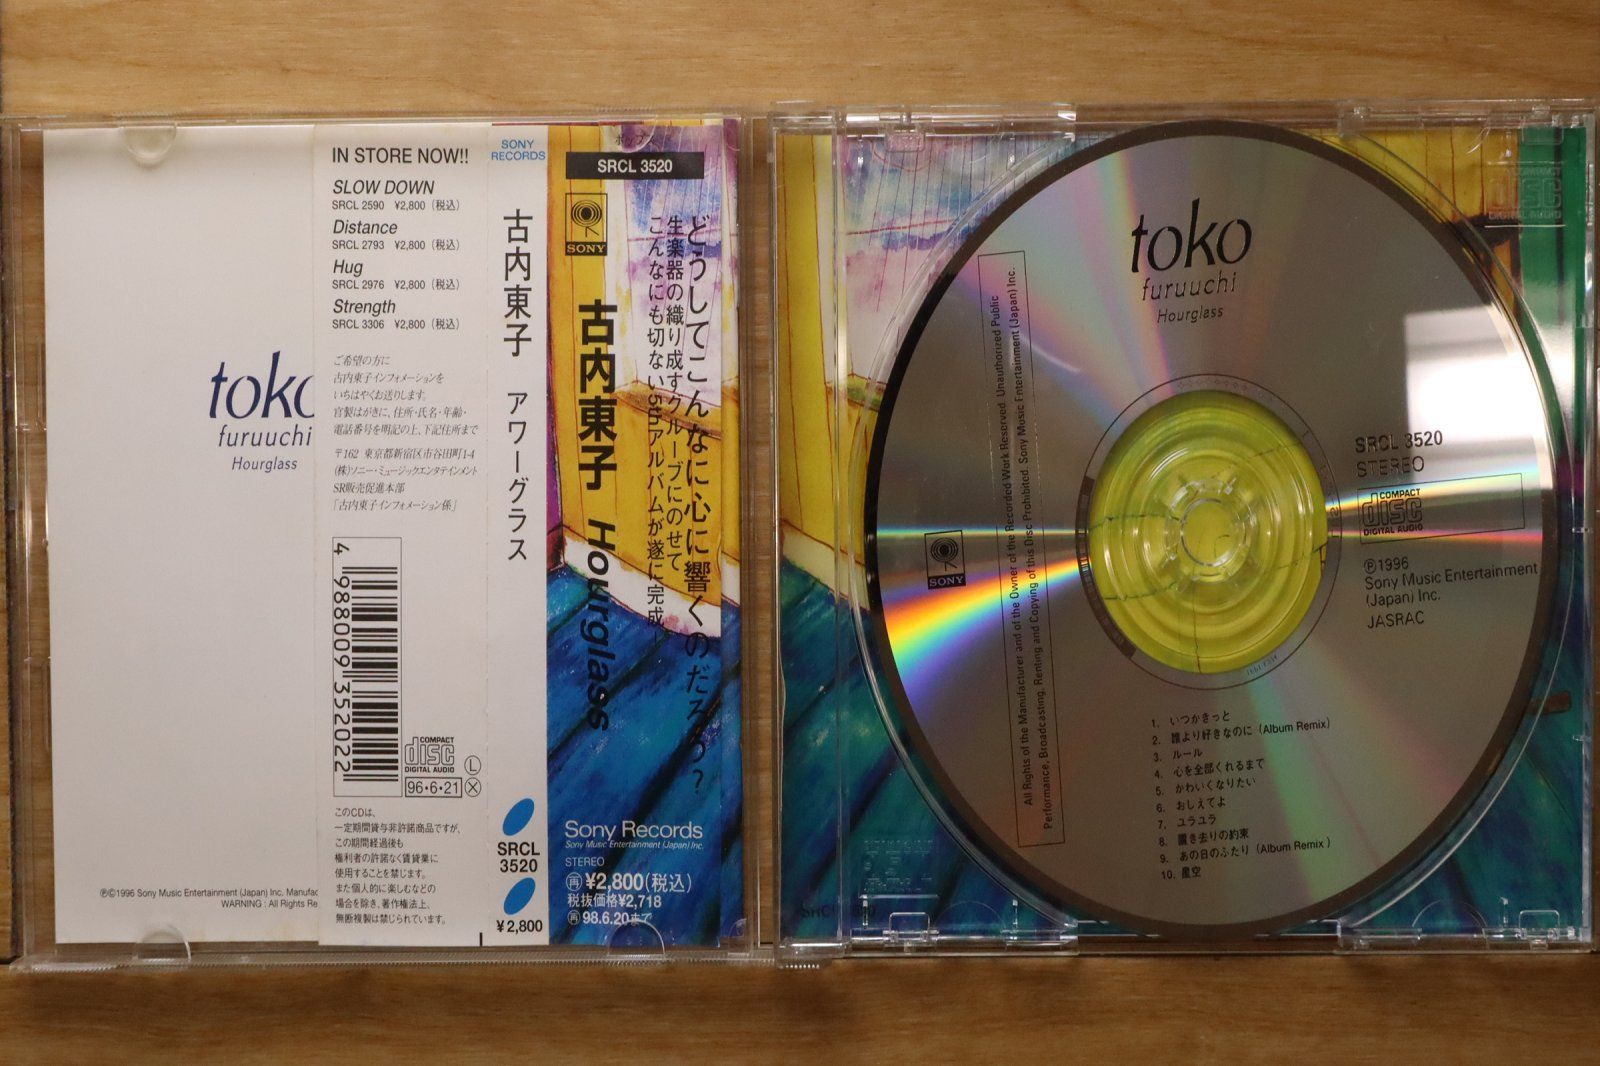 toko
furuuchi
Hourglass
℗©1996 Sony Music Entertainment (Japan) Inc. Manufac
WARNING : All Rights Re
IN STORE NOW!!
SLOW DOWN
SRCL 2590 ¥2,800（税込）
Distance
SRCL 2793 ¥2,800（税込）
Hug
SRCL 2976 ¥2,800（税込）
Strength
SRCL 3306 ¥2,800（税込）
ご希望の方に
古内東子インフォメーションを
いちはやくお送りします。
官製はがきに、住所・氏名・年齢・
電話番号を明記の上、下記住所まで
〒162 東京都新宿区市谷田町1-4
(株)ソニー・ミュージックエンタテインメント
SR販売促進本部
「古内東子インフォメーション係」
4 988009 352022
COMPACT
disc
DIGITAL AUDIO
96・6・21
L
X
このCDは、
一定期間貸与非許諾商品ですが、
この期間経過後も
権利者の許諾なく賃貸業に
使用することを禁じます。
また個人的に楽しむなどの
場合を除き、著作権法上、
無断複製は禁じられています。
SONY
RECORDS
古内東子 アワーグラス
SRCL
3520
¥2,800
SRCL 3520
SONY
どうしてこんなに心に響くのだろう?
生楽器の織り成すグルーブにのせて
こんなにも切ない5thアルバムが遂に完成
古内東子 Hourglass
Sony Records
Sony Music Entertainment (Japan) Inc.
STEREO
再 ¥2,800(税込)
税抜価格¥2,718
再 98.6.20まで
toko
furuuchi
Hourglass
All Rights of the Manufacturer and of the Owner of the Recorded Work Reserved. Unauthorized Public
Performance, Broadcasting, Renting and Copying of this Disc Prohibited. Sony Music Entertainment (Japan) Inc.
SONY
SRCL 3520
STEREO
COMPACT
disc
DIGITAL AUDIO
℗1996
Sony Music Entertainment
(Japan) Inc.
JASRAC
1. いつかきっと
2. 誰より好きなのに（Album Remix）
3. ルール
4. 心を全部くれるまで
5. かわいくなりたい
6. おしえてよ
7. ユラユラ
8. 置き去りの約束
9. あの日のふたり（Album Remix）
10. 星空
COMPACT
disc
DIGITAL AUDIO